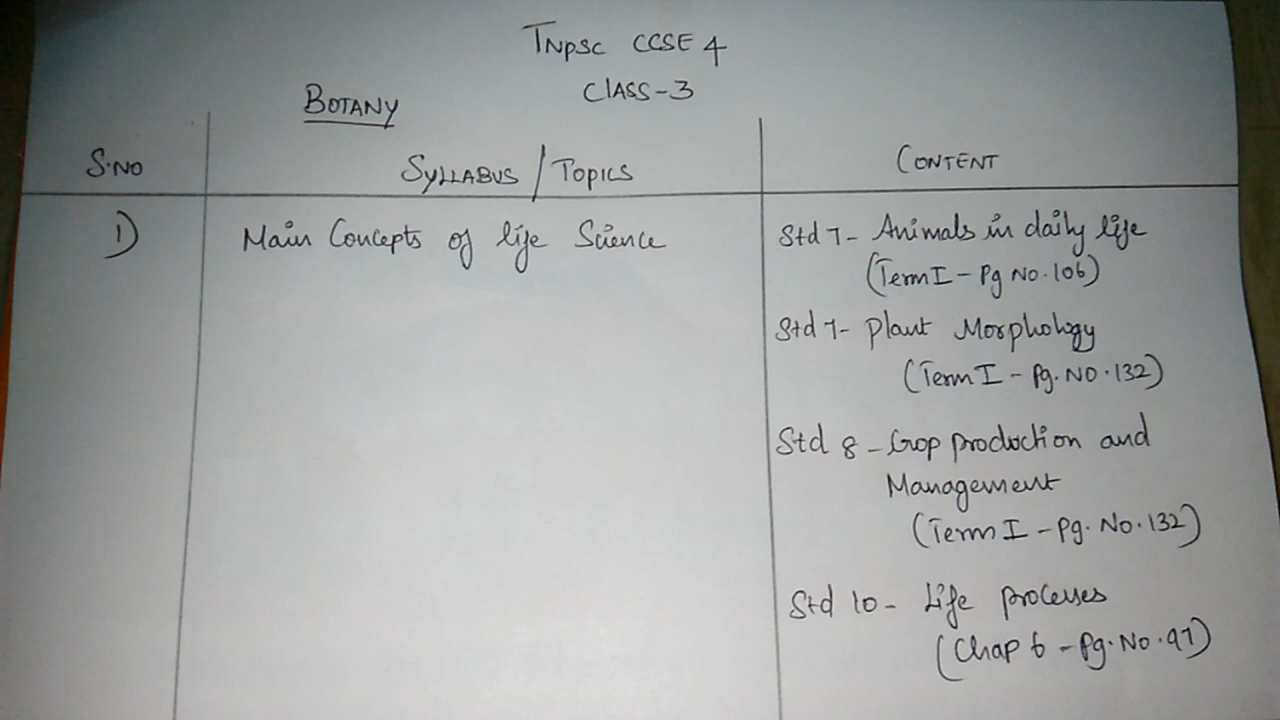 TNPSC CCSE 4
CLASS-3
BOTANY
S.NO
SYLLABUS / TOPICS
CONTENT
1)
Main Concepts of life Science
Std 7- Animals in daily life
(Term I - Pg No. 106)
Std 7- Plant Morphology
(Term I - Pg. NO. 132)
Std 8 - Crop production and
Management
(Term I - Pg. No. 132)
Std 10 - Life processes
(Chap 6 - Pg. No. 97)